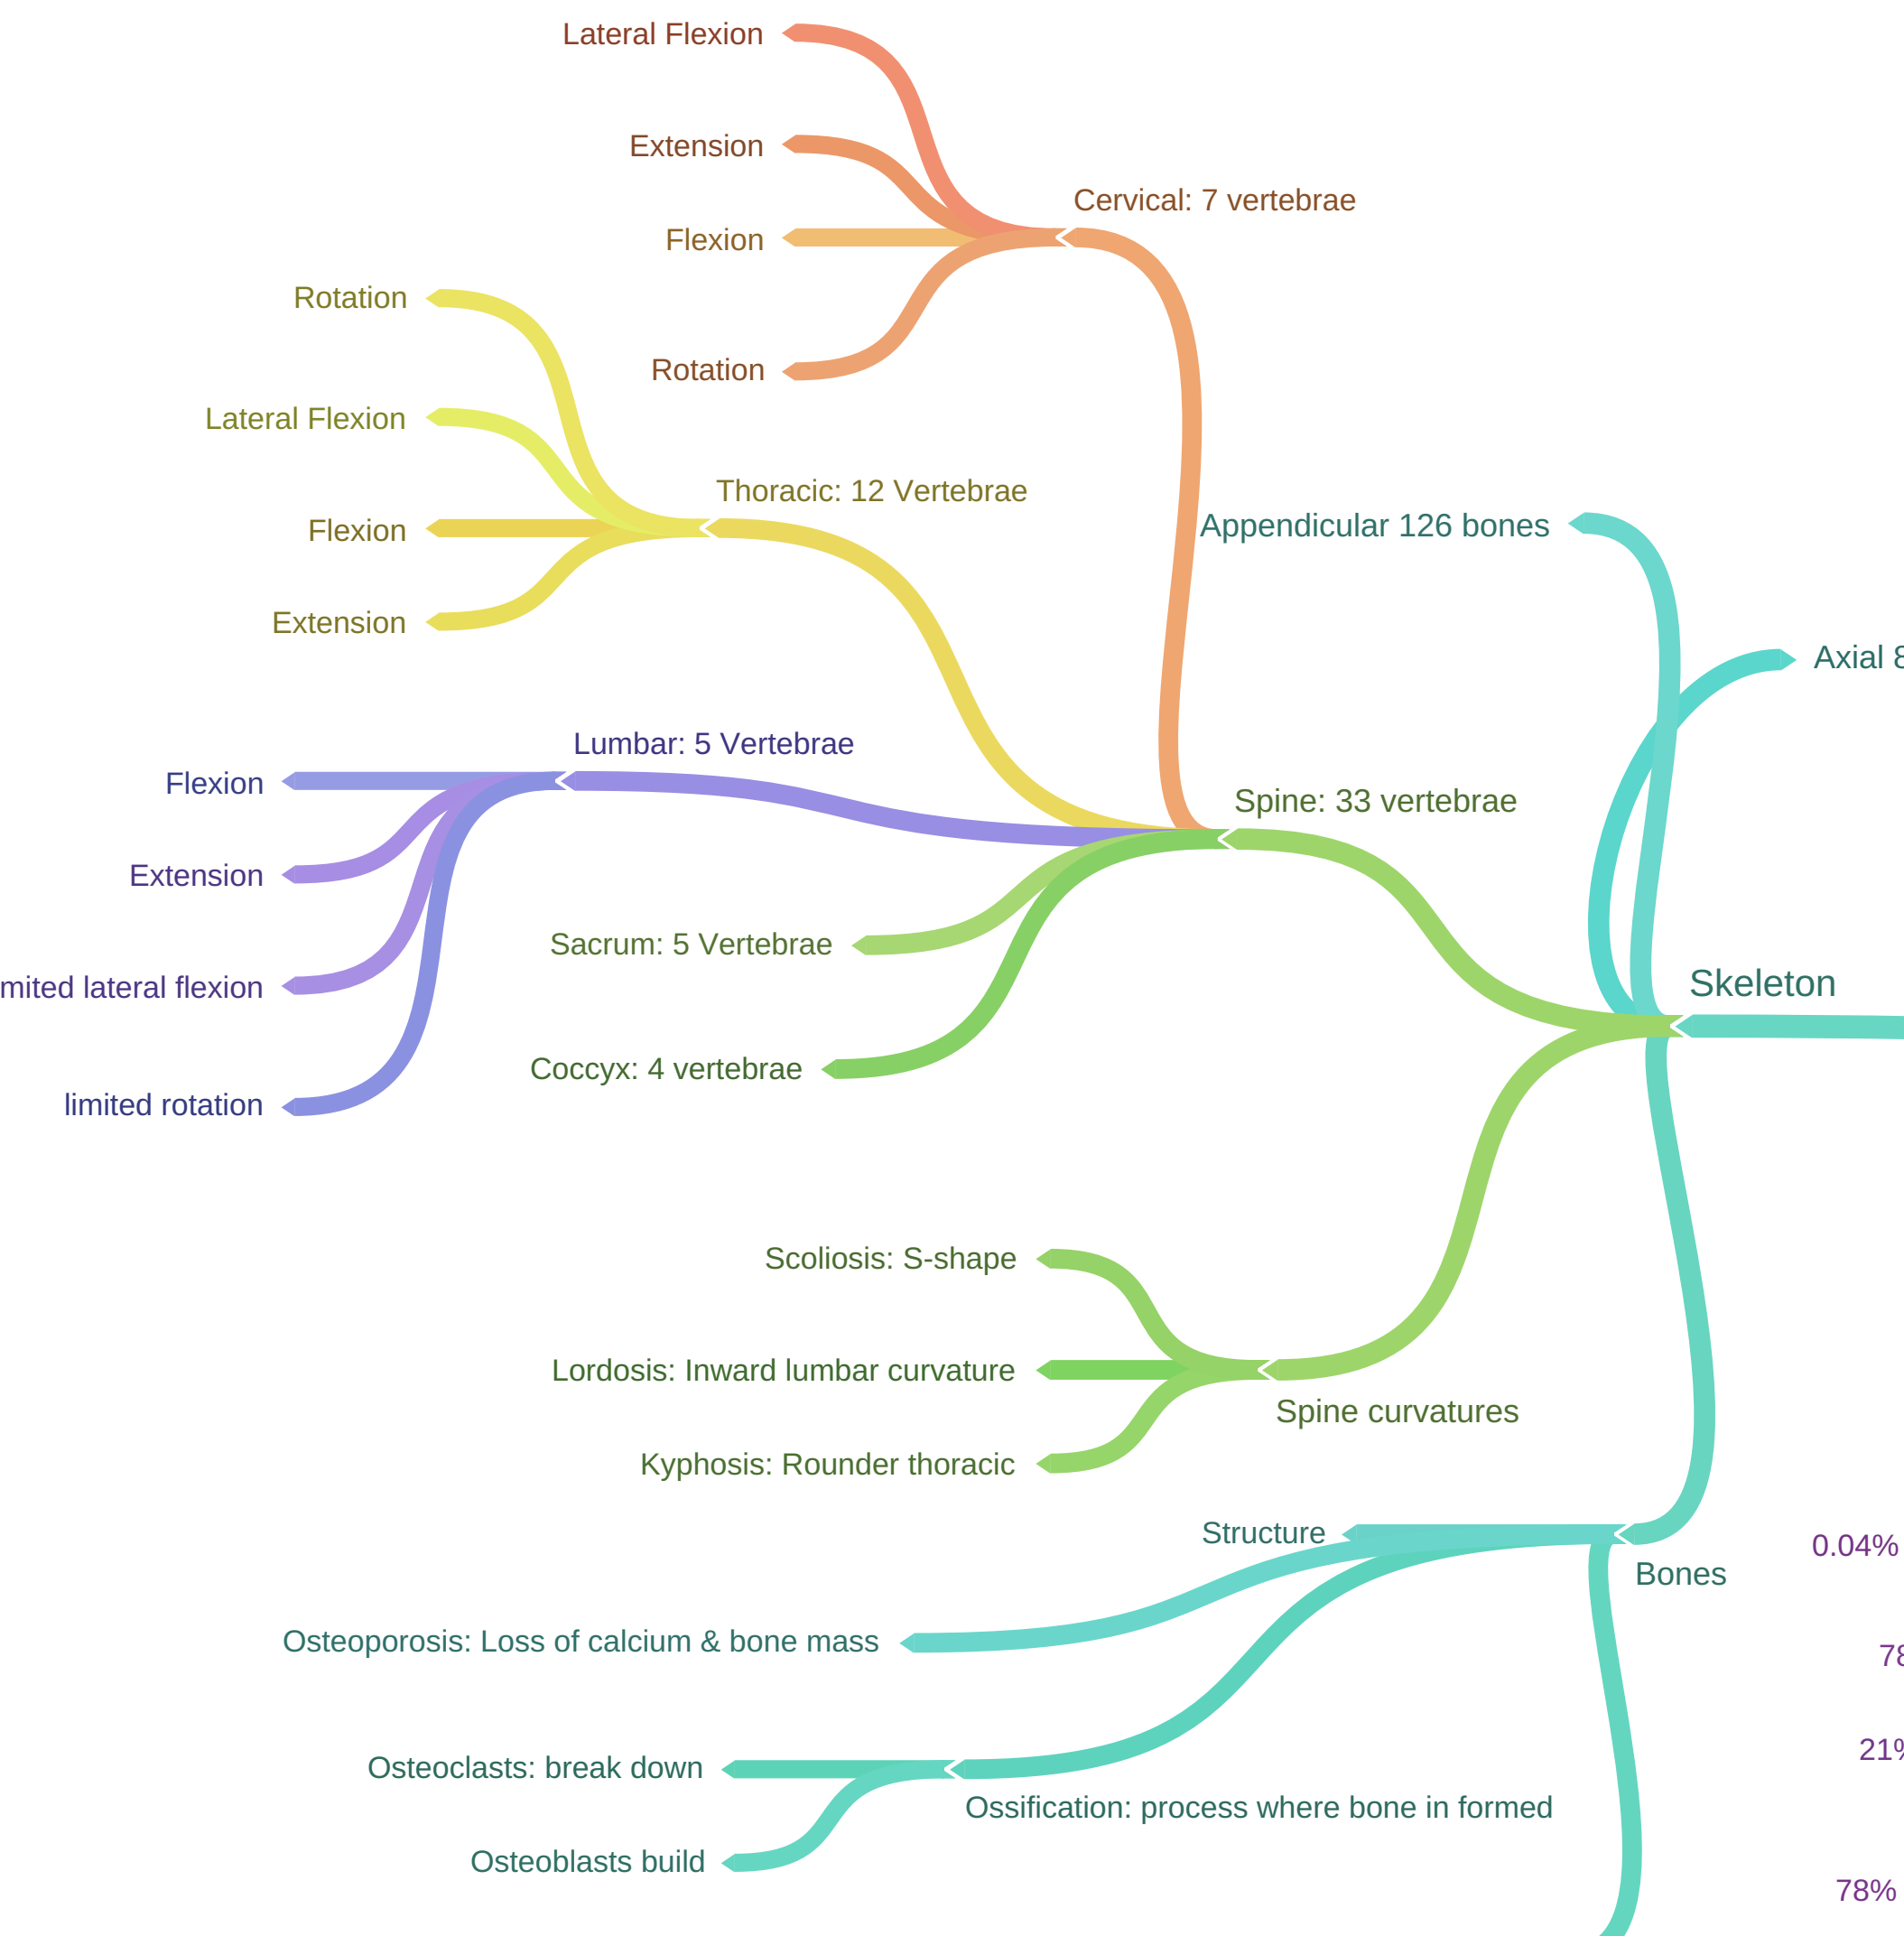 Lateral Flexion
Extension
Flexion
Rotation
Cervical: 7 vertebrae
Rotation
Lateral Flexion
Flexion
Extension
Thoracic: 12 Vertebrae
Appendicular 126 bones
Axial
Lumbar: 5 Vertebrae
Flexion
Extension
lateral flexion
limited rotation
Spine: 33 vertebrae
Sacrum: 5 Vertebrae
Coccyx: 4 vertebrae
Skeleton
Scoliosis: S-shape
Lordosis: Inward lumbar curvature
Kyphosis: Rounder thoracic
Spine curvatures
Structure
Bones
Osteoporosis: Loss of calcium & bone mass
Osteoclasts: break down
Osteoblasts build
Ossification: process where bone in formed
0.04%
78
21%
78%